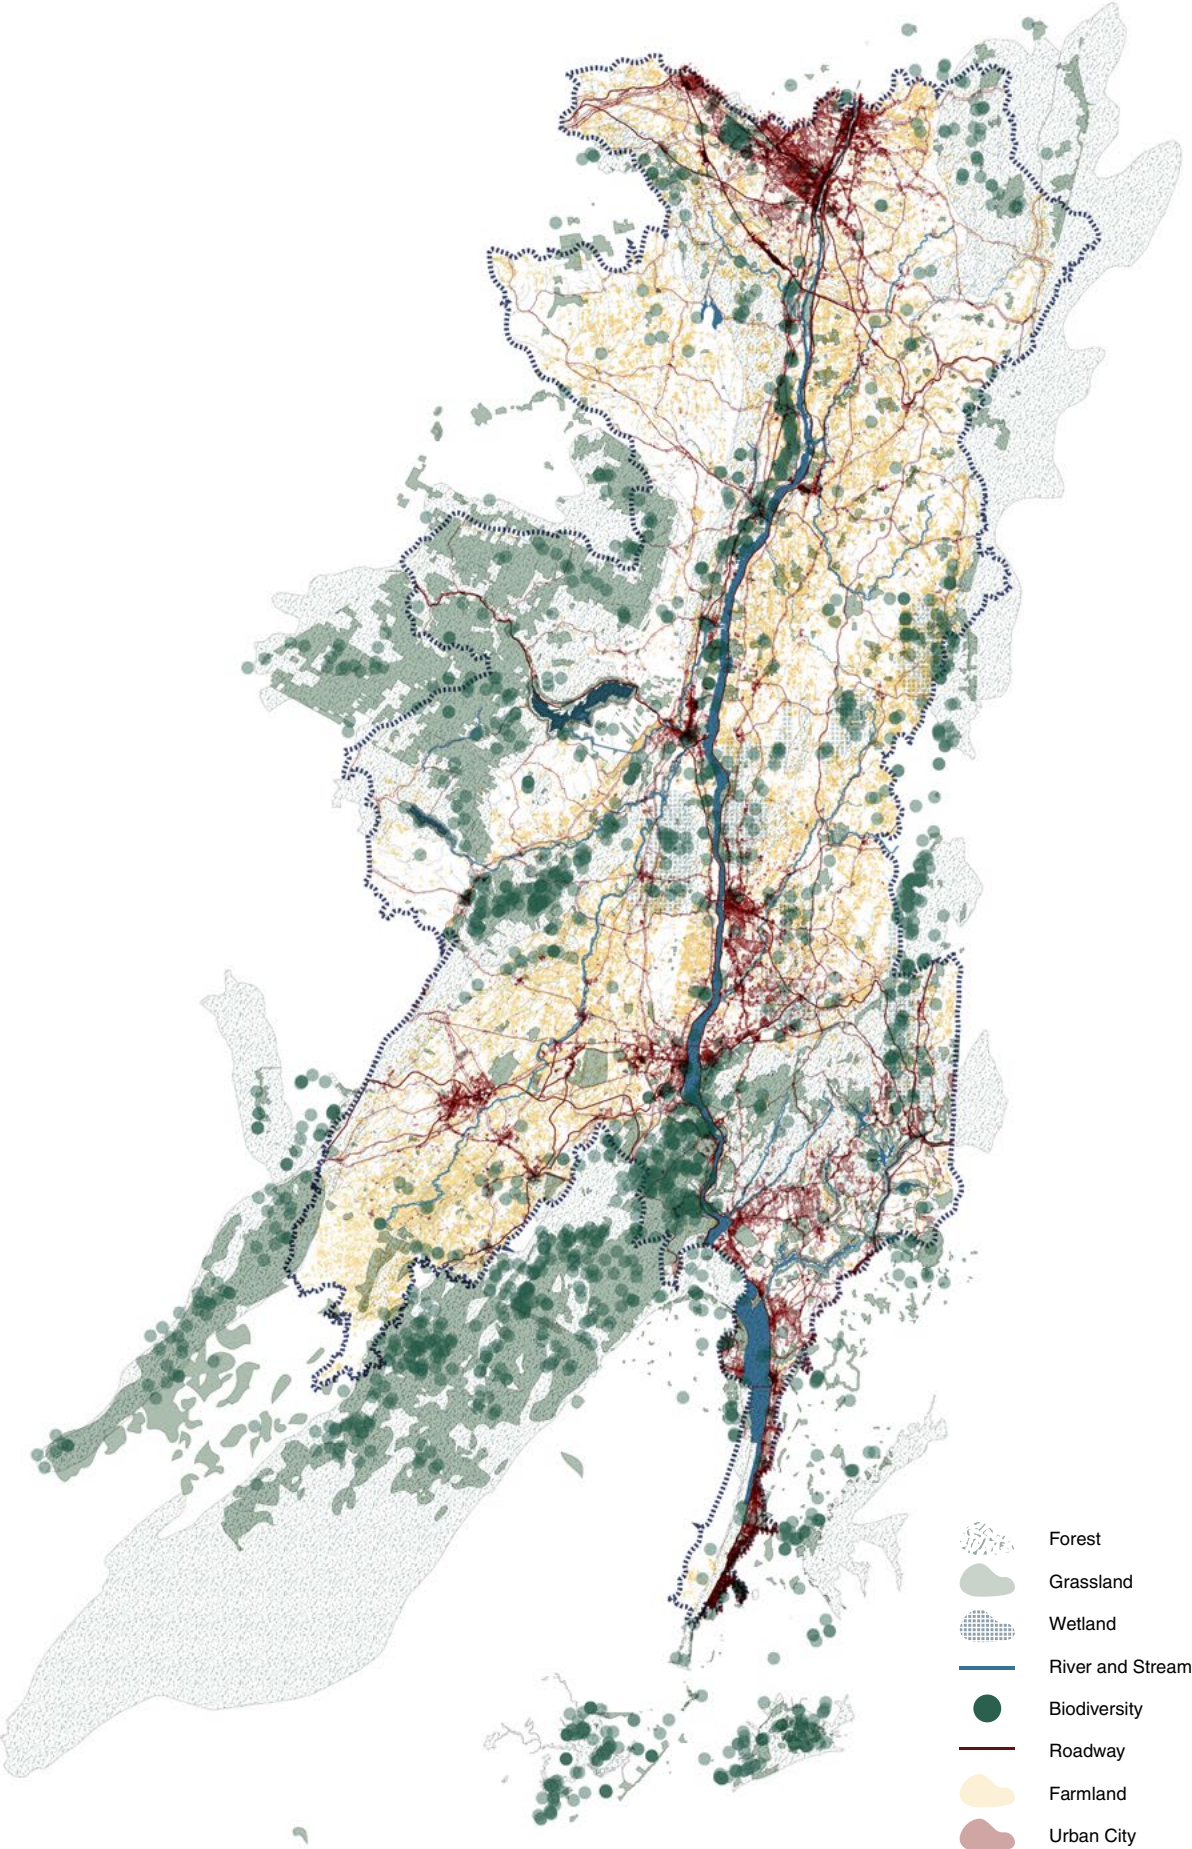 Forest
Grassland
Wetland
River and Stream
Biodiversity
Roadway
Farmland
Urban City